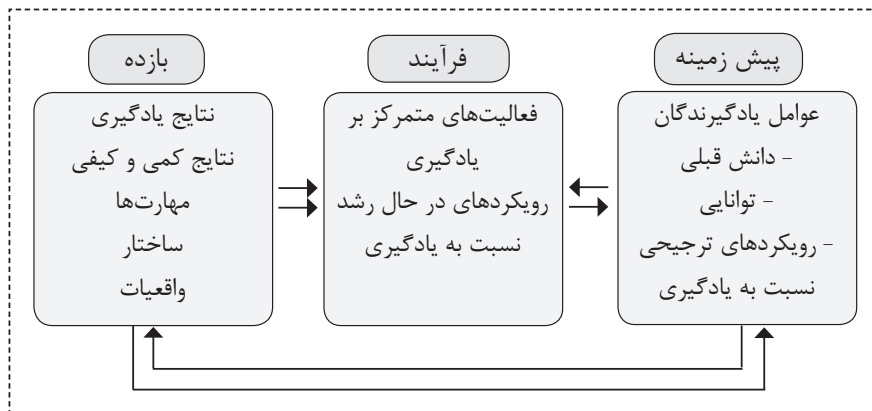 پیش زمینه
عوامل یادگیرندگان
- دانش قبلی
- توانایی
- رویکردهای ترجیحی
نسبت به یادگیری
فرآیند
فعالیت‌های متمرکز بر
یادگیری
رویکردهای در حال رشد
نسبت به یادگیری
بازده
نتایج یادگیری
نتایج کمی و کیفی
مهارت‌ها
ساختار
واقعیات